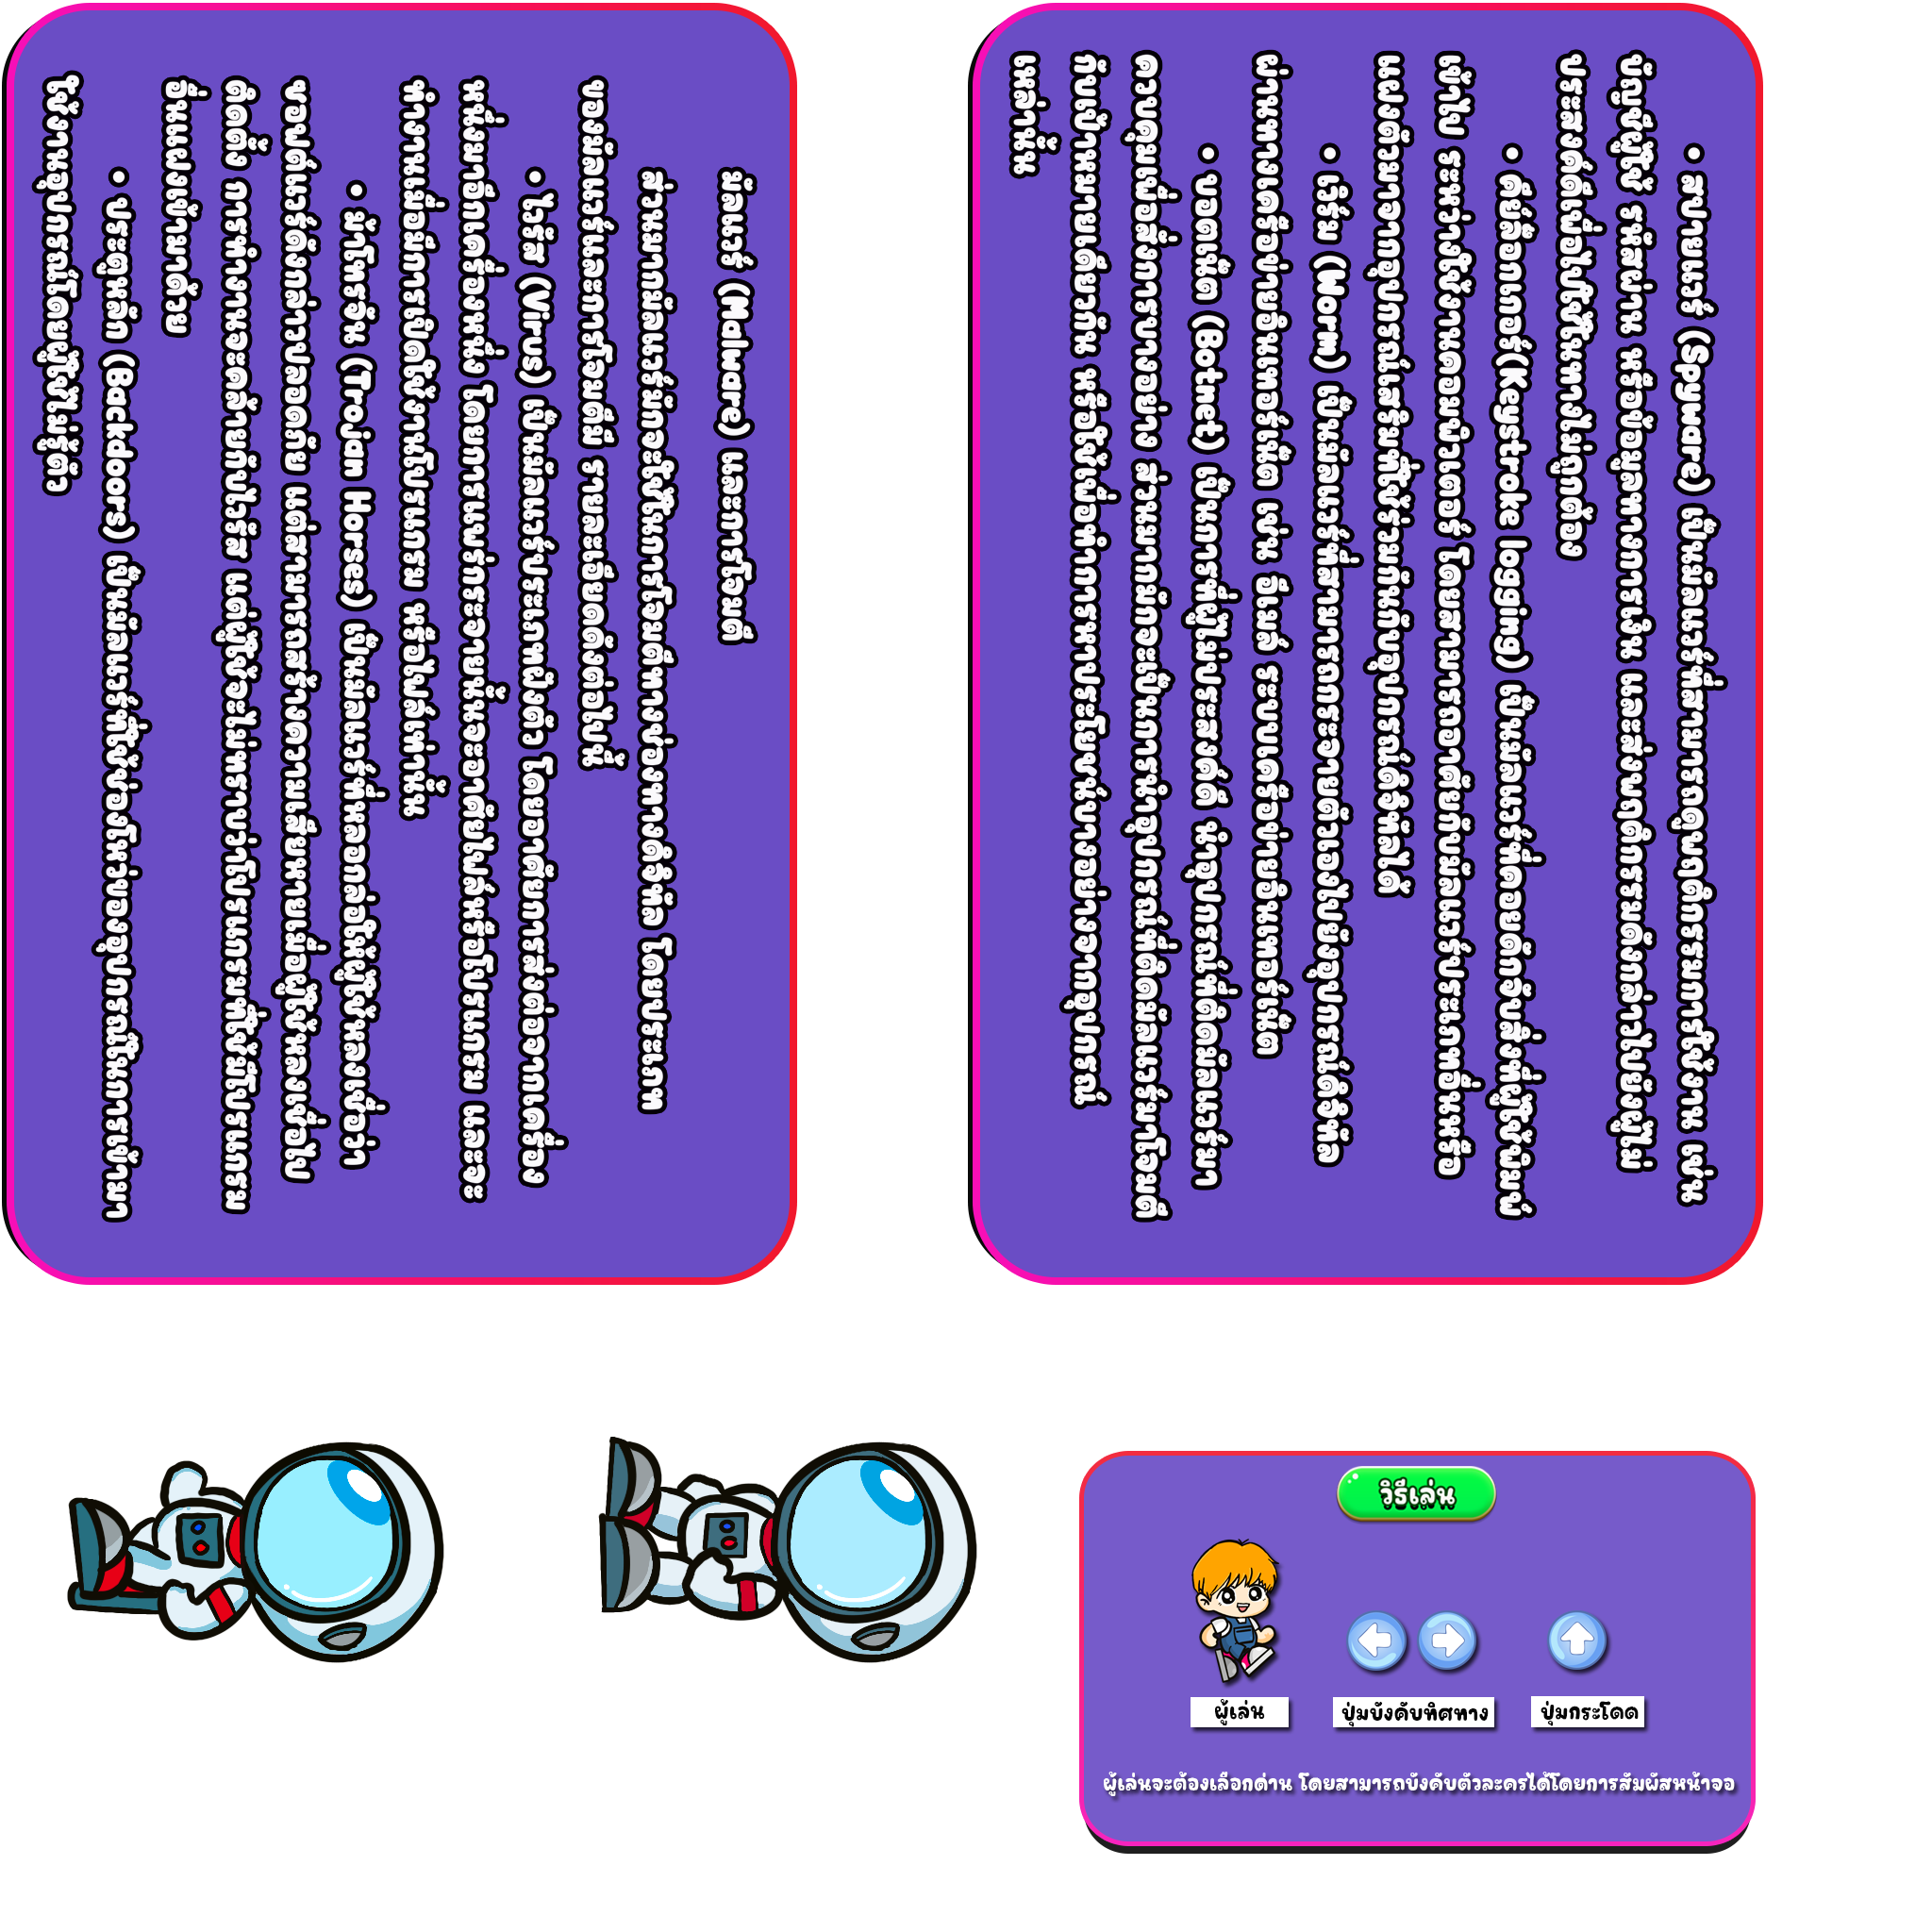 มัลแวร์ (Malware) และการโจมตี
ส่วนมากมัลแวร์มักจะใช้ในการโจมตีทางช่องทางดิจิทัล โดยประเภท
ของมัลแวร์และการโจมตีมี รายละเอียดดังต่อไปนี้
• ไวรัส (Virus) เป็นมัลแวร์ประเภทฝังตัว โดยอาศัยการส่งต่อจากเครื่อง
หนึ่งมาอีกเครื่องหนึ่ง โดยการแพร่กระจายนั้นจะอาศัยไฟล์หรือโปรแกรม และจะ
ทำงานเมื่อมีการเปิดใช้งานโปรแกรม หรือไฟล์เท่านั้น
• ม้าโทรจัน (Trojan Horses) เป็นมัลแวร์ที่หลอกล่อให้ผู้ใช้หลงเชื่อว่า
ซอฟต์แวร์ดังกล่าวปลอดภัย แต่สามารถสร้างความเสียหายเมื่อผู้ใช้หลงเชื่อไป
ติดตั้ง การทำงานจะคล้ายกับไวรัส แต่ผู้ใช้จะไม่ทราบว่าโปรแกรมที่ใช้มีโปรแกรม
อื่นแฝงเข้ามาด้วย
• ประตูหลัก (Backdoors) เป็นมัลแวร์ที่ใช้ช่องโหว่ของอุปกรณ์ในการเข้ามา
ใช้งานอุปกรณ์โดยผู้ใช้ไม่รู้ตัว
• สปายแวร์ (Spyware) เป็นมัลแวร์ที่สามารถดูพฤติกรรมการใช้งาน เช่น
บัญชีผู้ใช้ รหัสผ่าน หรือข้อมูลทางการเงิน และส่งพฤติกรรมดังกล่าวไปยังผู้ไม่
ประสงค์ดีเพื่อไปใช้ในทางไม่ถูกต้อง
• คีย์ล็อกเกอร์(Keystroke logging) เป็นมัลแวร์ที่คอยดักจับสิ่งที่ผู้ใช้พิมพ์
เข้าไป ระหว่างใช้งานคอมพิวเตอร์ โดยสามารถอาศัยกับมัลแวร์ประเภทอื่นหรือ
แฝงตัวมาจากอุปกรณ์เสริมที่ใช้ร่วมกันกับอุปกรณ์ดิจิทัลได้
• เวิร์ม (Worm) เป็นมัลแวร์ที่สามารถกระจายตัวเองไปยังอุปกรณ์ดิจิทัล
ผ่านทางเครือข่ายอินเทอร์เน็ต เช่น อีเมล์ ระบบเครือข่ายอินเทอร์เน็ต
• บอตเน็ต (Botnet) เป็นการที่ผู้ไม่ประสงค์ดี นำอุปกรณ์ที่ติดมัลแวร์มา
ควบคุมเพื่อสั่งการบางอย่าง ส่วนมากมักจะเป็นการนำอุปกรณ์ที่ติดมัลแวร์มาโจมตี
กับเป้าหมายเดียวกัน หรือใช้เพื่อทำการหาประโยชน์บางอย่างจากอุปกรณ์
เหล่านั้น
วิธีเล่น
ผู้เล่น
ปุ่มบังคับทิศทาง
ปุ่มกระโดด
ผู้เล่นจะต้องเลือกด่าน โดยสามารถบังคับตัวละครได้โดยการสัมผัสหน้าจอ